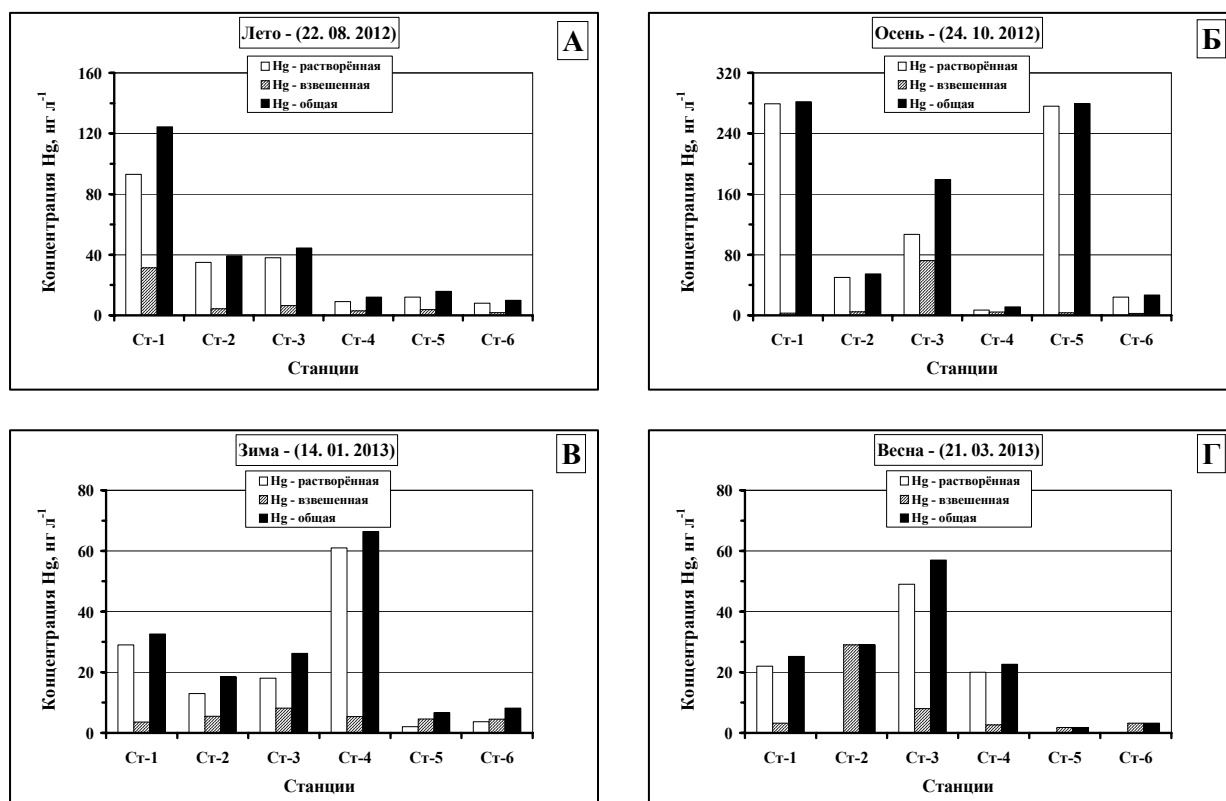 Лето - (22. 08. 2012)
А
Hg - растворённая
Hg - взвешенная
Hg - общая
Концентрация Hg, нг л⁻¹
160
120
80
40
0
Ст-1 Ст-2 Ст-3 Ст-4 Ст-5 Ст-6
Станции
Осень - (24. 10. 2012)
Б
Hg - растворённая
Hg - взвешенная
Hg - общая
Концентрация Hg, нг л⁻¹
320
240
160
80
0
Ст-1 Ст-2 Ст-3 Ст-4 Ст-5 Ст-6
Станции
Зима - (14. 01. 2013)
В
Hg - растворённая
Hg - взвешенная
Hg - общая
Концентрация Hg, нг л⁻¹
80
60
40
20
0
Ст-1 Ст-2 Ст-3 Ст-4 Ст-5 Ст-6
Станции
Весна - (21. 03. 2013)
Г
Hg - растворённая
Hg - взвешенная
Hg - общая
Концентрация Hg, нг л⁻¹
80
60
40
20
0
Ст-1 Ст-2 Ст-3 Ст-4 Ст-5 Ст-6
Станции